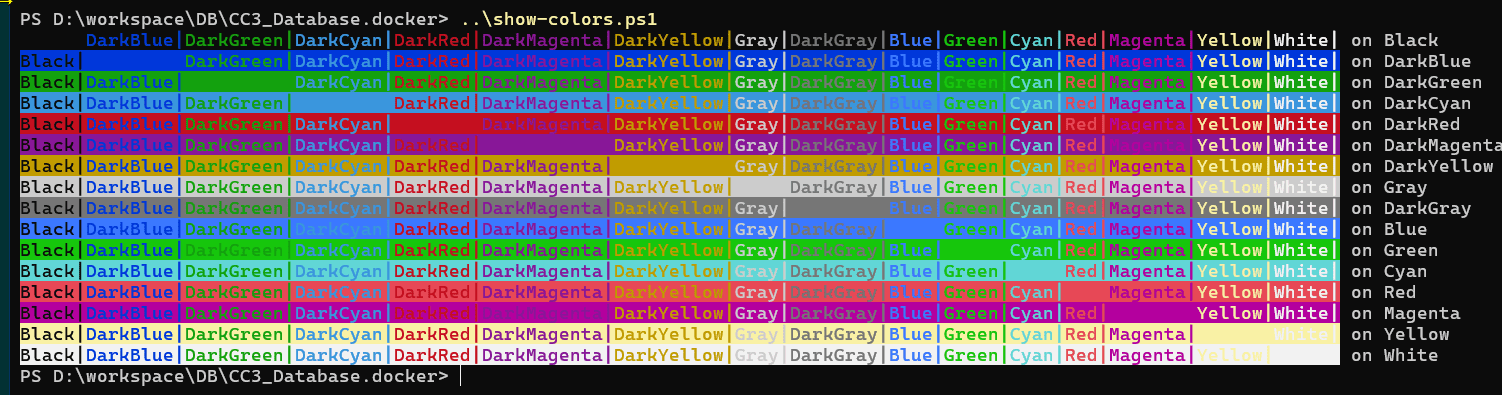 PS D:\workspace\DB\CC3_Database.docker> ..\show-colors.ps1
DarkBlue|DarkGreen|DarkCyan|DarkRed|DarkMagenta|DarkYellow|Gray|DarkGray|Blue|Green|Cyan|Red|Magenta|Yellow|White| on Black
Black| DarkGreen|DarkCyan|DarkRed|DarkMagenta|DarkYellow|Gray|DarkGray|Blue|Green|Cyan|Red|Magenta|Yellow|White| on DarkBlue
Black|DarkBlue| DarkCyan|DarkRed|DarkMagenta|DarkYellow|Gray|DarkGray|Blue|Green|Cyan|Red|Magenta|Yellow|White| on DarkGreen
Black|DarkBlue|DarkGreen| DarkRed|DarkMagenta|DarkYellow|Gray|DarkGray|Blue|Green|Cyan|Red|Magenta|Yellow|White| on DarkCyan
Black|DarkBlue|DarkGreen|DarkCyan| DarkMagenta|DarkYellow|Gray|DarkGray|Blue|Green|Cyan|Red|Magenta|Yellow|White| on DarkRed
Black|DarkBlue|DarkGreen|DarkCyan|DarkRed| DarkYellow|Gray|DarkGray|Blue|Green|Cyan|Red|Magenta|Yellow|White| on DarkMagenta
Black|DarkBlue|DarkGreen|DarkCyan|DarkRed|DarkMagenta| Gray|DarkGray|Blue|Green|Cyan|Red|Magenta|Yellow|White| on DarkYellow
Black|DarkBlue|DarkGreen|DarkCyan|DarkRed|DarkMagenta|DarkYellow| DarkGray|Blue|Green|Cyan|Red|Magenta|Yellow|White| on Gray
Black|DarkBlue|DarkGreen|DarkCyan|DarkRed|DarkMagenta|DarkYellow|Gray| Blue|Green|Cyan|Red|Magenta|Yellow|White| on DarkGray
Black|DarkBlue|DarkGreen|DarkCyan|DarkRed|DarkMagenta|DarkYellow|Gray|DarkGray| Green|Cyan|Red|Magenta|Yellow|White| on Blue
Black|DarkBlue|DarkGreen|DarkCyan|DarkRed|DarkMagenta|DarkYellow|Gray|DarkGray|Blue| Cyan|Red|Magenta|Yellow|White| on Green
Black|DarkBlue|DarkGreen|DarkCyan|DarkRed|DarkMagenta|DarkYellow|Gray|DarkGray|Blue|Green| Red|Magenta|Yellow|White| on Cyan
Black|DarkBlue|DarkGreen|DarkCyan|DarkRed|DarkMagenta|DarkYellow|Gray|DarkGray|Blue|Green|Cyan| Magenta|Yellow|White| on Red
Black|DarkBlue|DarkGreen|DarkCyan|DarkRed|DarkMagenta|DarkYellow|Gray|DarkGray|Blue|Green|Cyan|Red| Yellow|White| on Magenta
Black|DarkBlue|DarkGreen|DarkCyan|DarkRed|DarkMagenta|DarkYellow|Gray|DarkGray|Blue|Green|Cyan|Red|Magenta| White| on Yellow
Black|DarkBlue|DarkGreen|DarkCyan|DarkRed|DarkMagenta|DarkYellow|Gray|DarkGray|Blue|Green|Cyan|Red|Magenta|Yellow| on White
PS D:\workspace\DB\CC3_Database.docker>